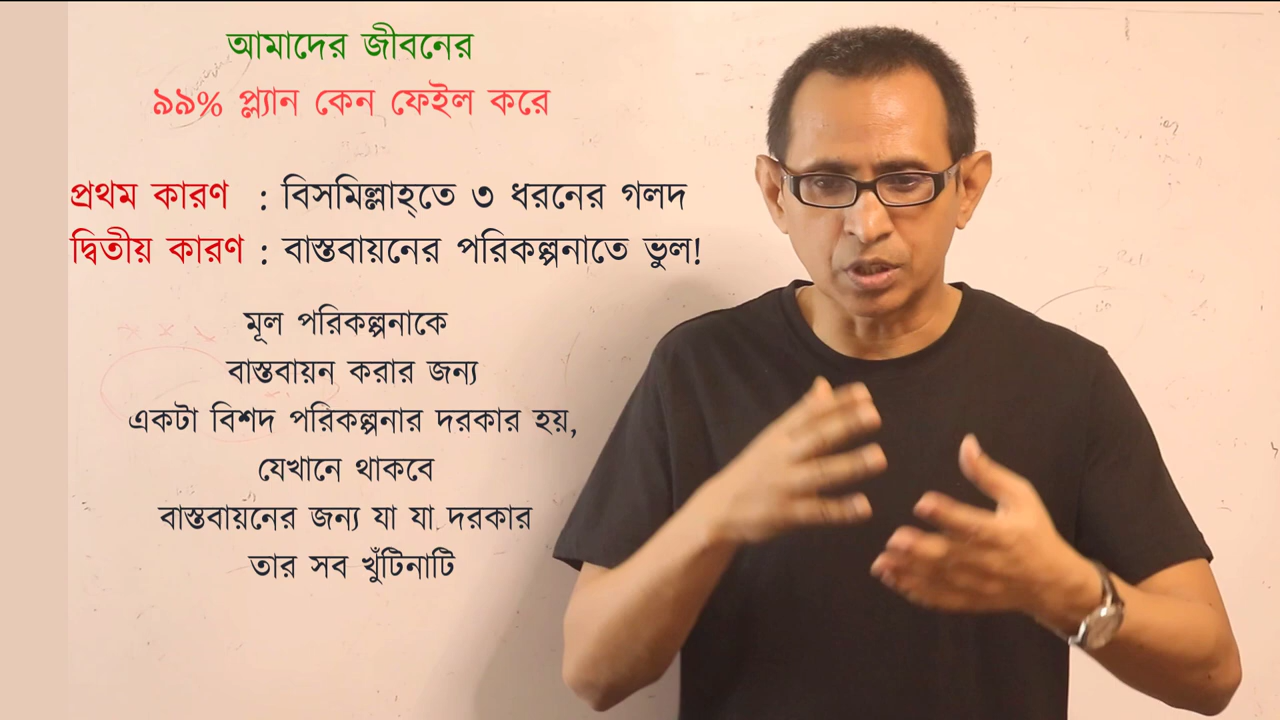 আমাদের জীবনের
৯৯% প্ল্যান কেন ফেইল করে
প্রথম কারণ : বিসমিল্লাহ্‌তে ৩ ধরনের গলদ
দ্বিতীয় কারণ : বাস্তবায়নের পরিকল্পনাতে ভুল!
মূল পরিকল্পনাকে
বাস্তবায়ন করার জন্য
একটা বিশদ পরিকল্পনার দরকার হয়,
যেখানে থাকবে
বাস্তবায়নের জন্য যা যা দরকার
তার সব খুঁটিনাটি